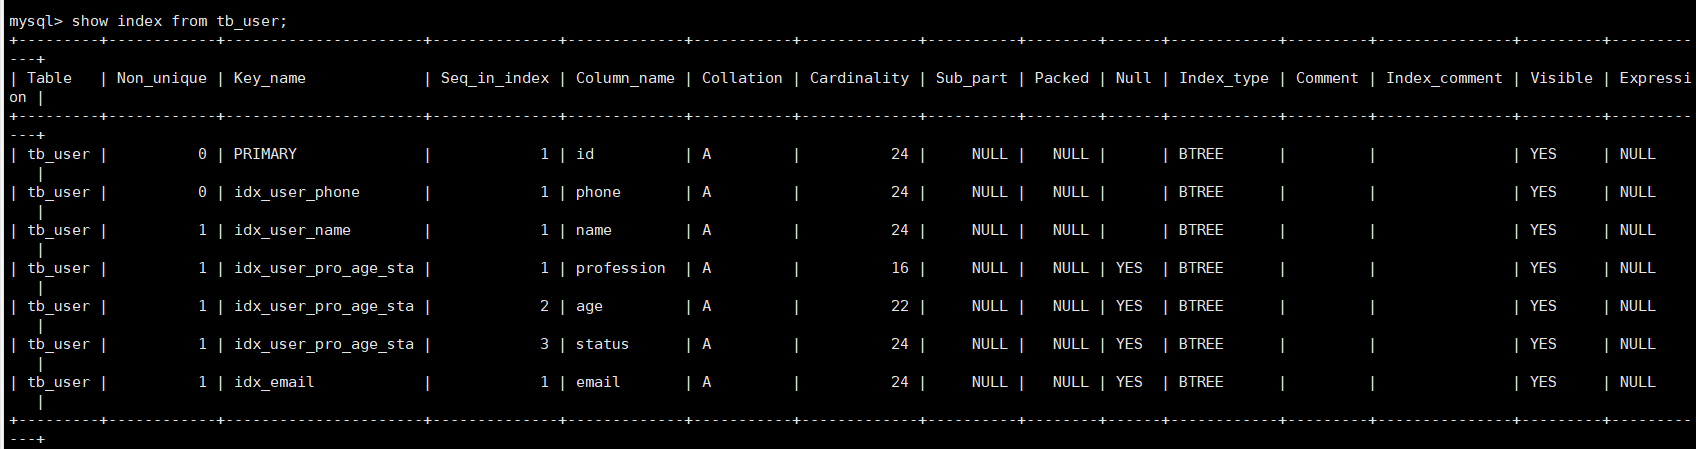 mysql> show index from tb_user;
+---------+------------+----------------------+--------------+-------------+-----------+-------------+----------+--------+------+------------+---------+---------------+---------+---------
---+
| Table   | Non_unique | Key_name             | Seq_in_index | Column_name | Collation | Cardinality | Sub_part | Packed | Null | Index_type | Comment | Index_comment | Visible | Expressi
on |
+---------+------------+----------------------+--------------+-------------+-----------+-------------+----------+--------+------+------------+---------+---------------+---------+---------
---+
| tb_user |          0 | PRIMARY              |            1 | id          | A         |          24 |     NULL |   NULL |      | BTREE      |         |               | YES     | NULL
   |
| tb_user |          0 | idx_user_phone       |            1 | phone       | A         |          24 |     NULL |   NULL |      | BTREE      |         |               | YES     | NULL
   |
| tb_user |          1 | idx_user_name        |            1 | name        | A         |          24 |     NULL |   NULL |      | BTREE      |         |               | YES     | NULL
   |
| tb_user |          1 | idx_user_pro_age_sta |            1 | profession  | A         |          16 |     NULL |   NULL | YES  | BTREE      |         |               | YES     | NULL
   |
| tb_user |          1 | idx_user_pro_age_sta |            2 | age         | A         |          22 |     NULL |   NULL | YES  | BTREE      |         |               | YES     | NULL
   |
| tb_user |          1 | idx_user_pro_age_sta |            3 | status      | A         |          24 |     NULL |   NULL | YES  | BTREE      |         |               | YES     | NULL
   |
| tb_user |          1 | idx_email            |            1 | email       | A         |          24 |     NULL |   NULL | YES  | BTREE      |         |               | YES     | NULL
   |
+---------+------------+----------------------+--------------+-------------+-----------+-------------+----------+--------+------+------------+---------+---------------+---------+---------
---+